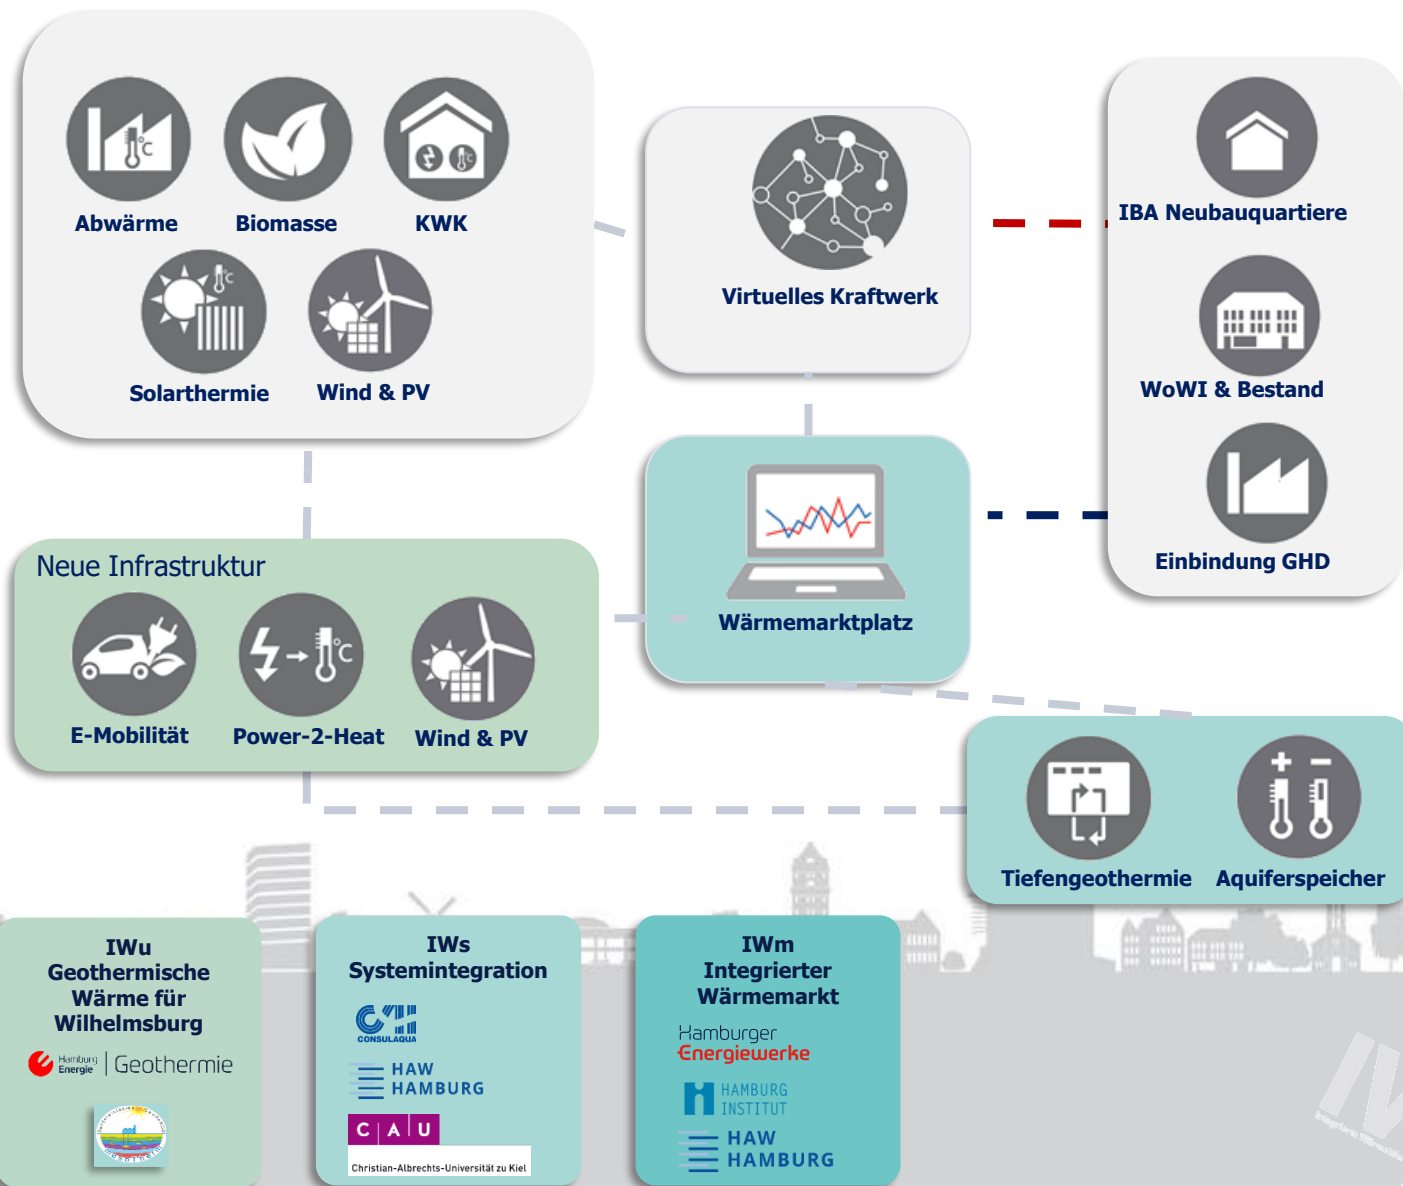 Abwärme
Biomasse
KWK
Solarthermie
Wind & PV
Virtuelles Kraftwerk
IBA Neubauquartiere
WoWI & Bestand
Einbindung GHD
Wärmemarktplatz
Neue Infrastruktur
E-Mobilität
Power-2-Heat
Wind & PV
Tiefengeothermie
Aquiferspeicher
IWu
Geothermische
Wärme für
Wilhelmsburg
Hamburg
Energie
Geothermie
IWs
Systemintegration
CONSULAQUA
HAW
HAMBURG
CAU
Christian-Albrechts-Universität zu Kiel
IWm
Integrierter
Wärmemarkt
Hamburger
Energiewerke
HAMBURG
INSTITUT
HAW
HAMBURG